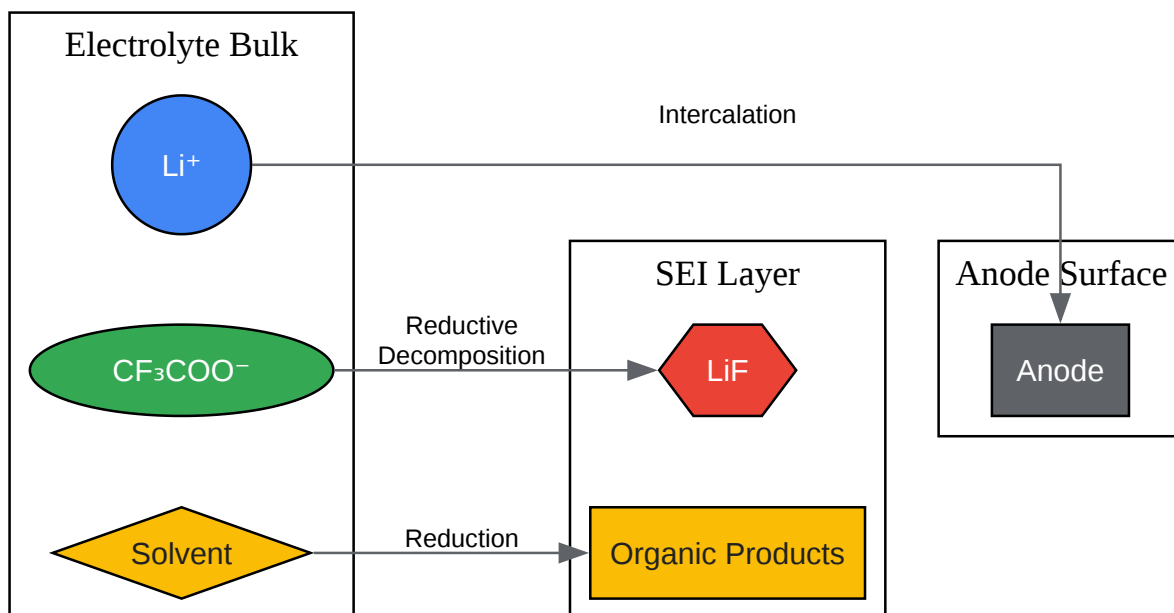 Electrolyte Bulk
Li⁺
Intercalation
SEI Layer
Anode Surface
CF₃COO⁻
Reductive
Decomposition
LiF
Anode
Solvent
Reduction
Organic Products